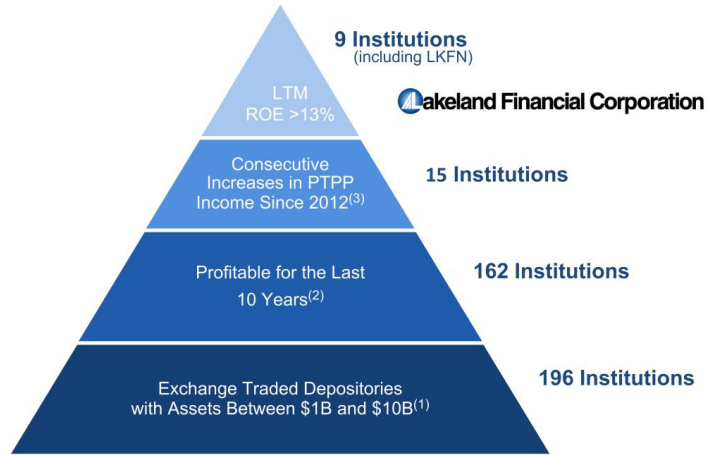 9 Institutions
(including LKFN)
LTM
ROE >13%
Lakeland Financial Corporation
Consecutive
Increases in PTPP
Income Since 2012(3)
15 Institutions
Profitable for the Last
10 Years(2)
162 Institutions
Exchange Traded Depositories
with Assets Between $1B and $10B(1)
196 Institutions